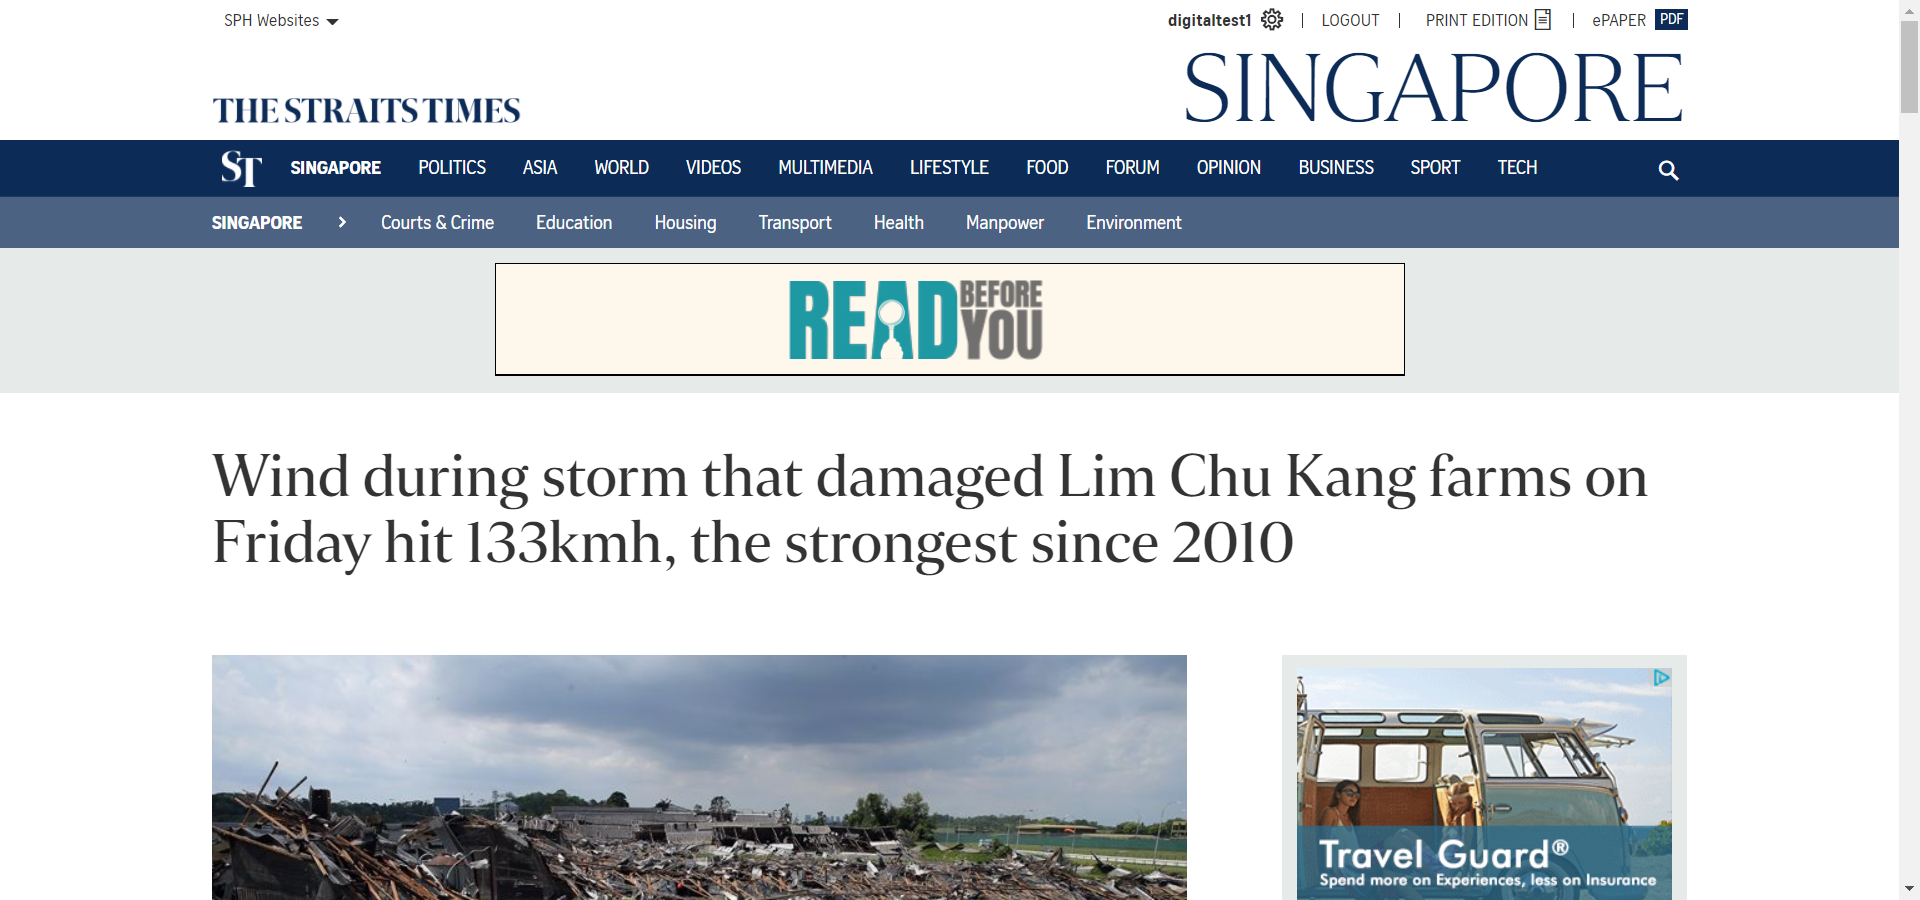 SPH Websites
digitaltest1 | LOGOUT | PRINT EDITION | ePAPER PDF
THE STRAITS TIMES
SINGAPORE
ST SINGAPORE POLITICS ASIA WORLD VIDEOS MULTIMEDIA LIFESTYLE FOOD FORUM OPINION BUSINESS SPORT TECH
SINGAPORE > Courts & Crime Education Housing Transport Health Manpower Environment
READ BEFORE YOU
Wind during storm that damaged Lim Chu Kang farms on
Friday hit 133kmh, the strongest since 2010
Travel Guard®
Spend more on Experiences, less on Insurance